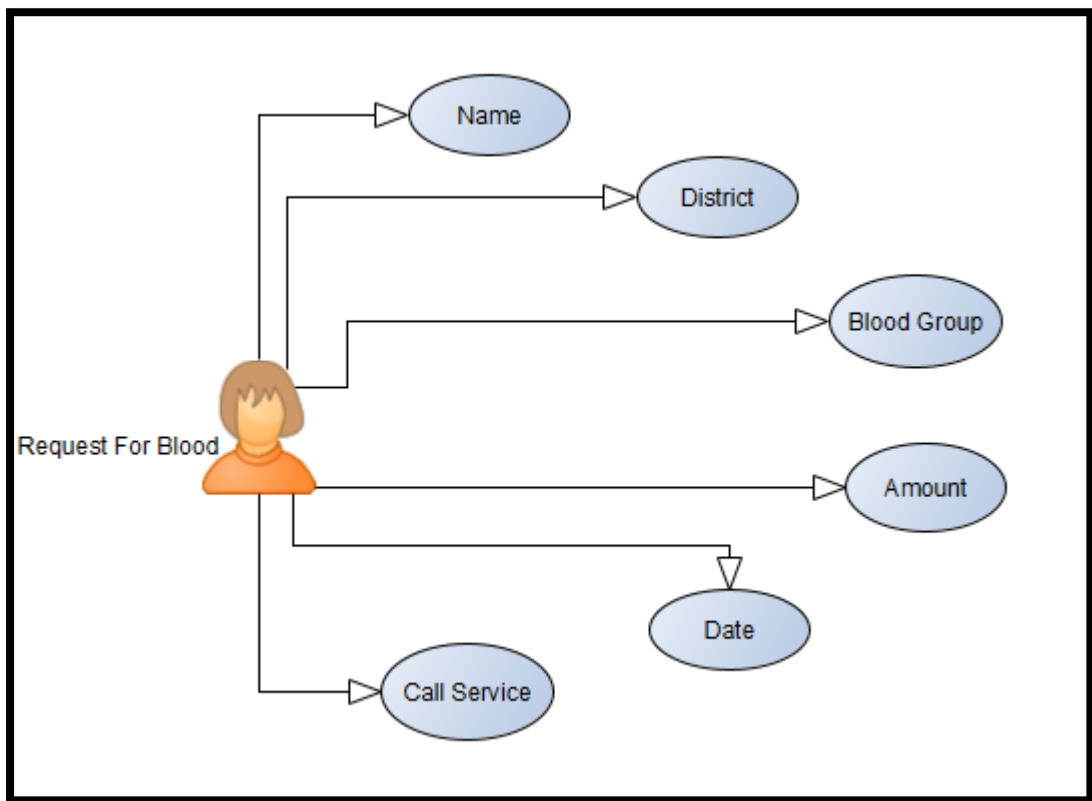 Name
District
Blood Group
Request For Blood
Amount
Date
Call Service